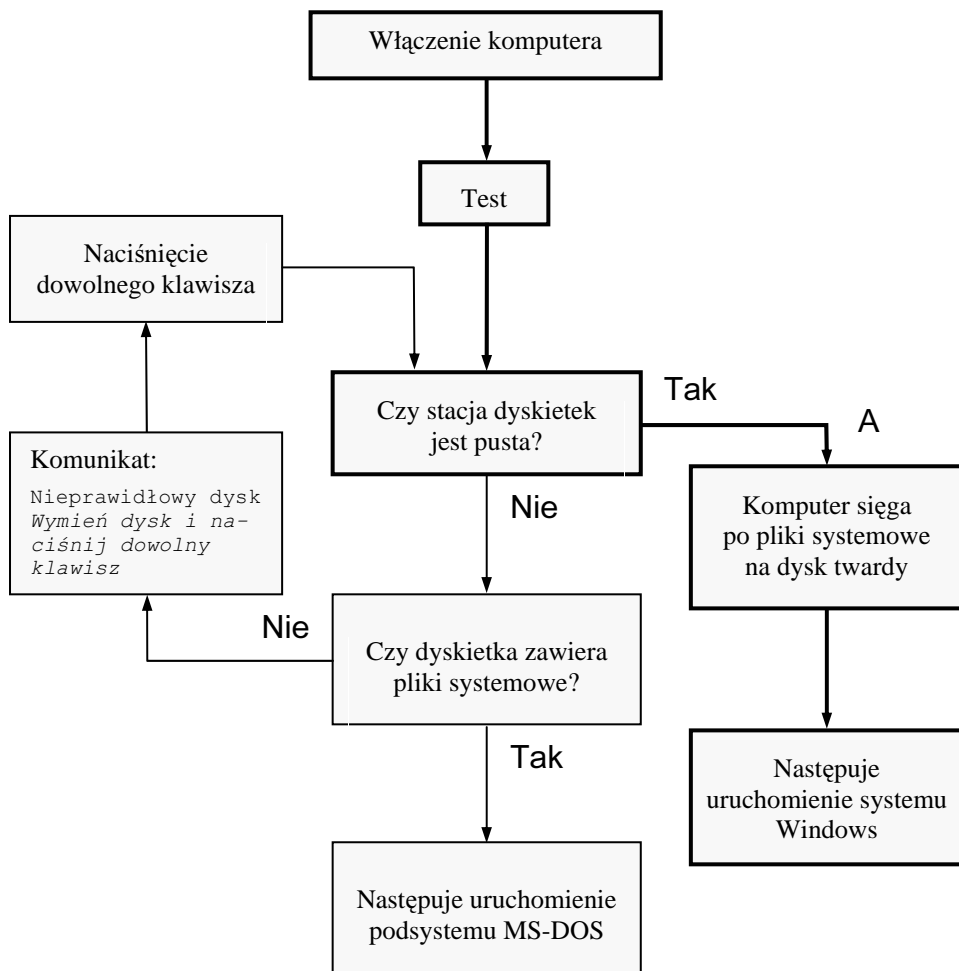 Włączenie komputera
Test
Naciśnięcie
dowolnego klawisza
Czy stacja dyskietek
jest pusta?
Tak
A
Komunikat:
Nieprawidłowy dysk
Wymień dysk i na-
ciśnij dowolny
klawisz
Nie
Komputer sięga
po pliki systemowe
na dysk twardy
Nie
Czy dyskietka zawiera
pliki systemowe?
Tak
Następuje
uruchomienie systemu
Windows
Następuje uruchomienie
podsystemu MS-DOS